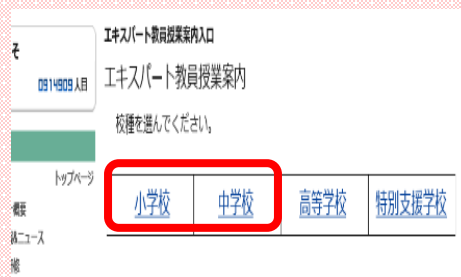 そ
0914909 人目
トップページ
概要
ニュース
エキスパート教員授業案内入口
エキスパート教員授業案内
校種を選んでください。
小学校 中学校 高等学校 特別支援学校